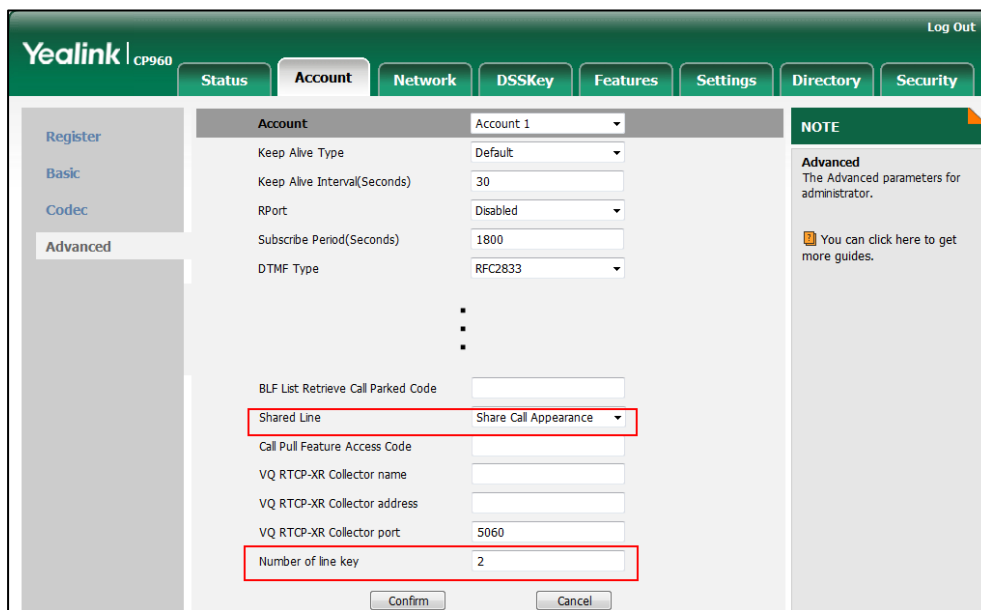 Log Out
Yealink CP960
Status Account Network DSSKey Features Settings Directory Security
Register
Basic
Codec
Advanced
Account Account 1
Keep Alive Type Default
Keep Alive Interval(Seconds) 30
RPort Disabled
Subscribe Period(Seconds) 1800
DTMF Type RFC2833
BLF List Retrieve Call Parked Code
Shared Line Share Call Appearance
Call Pull Feature Access Code
VQ RTCP-XR Collector name
VQ RTCP-XR Collector address
VQ RTCP-XR Collector port 5060
Number of line key 2
Confirm Cancel
NOTE
Advanced
The Advanced parameters for
administrator.
You can click here to get
more guides.